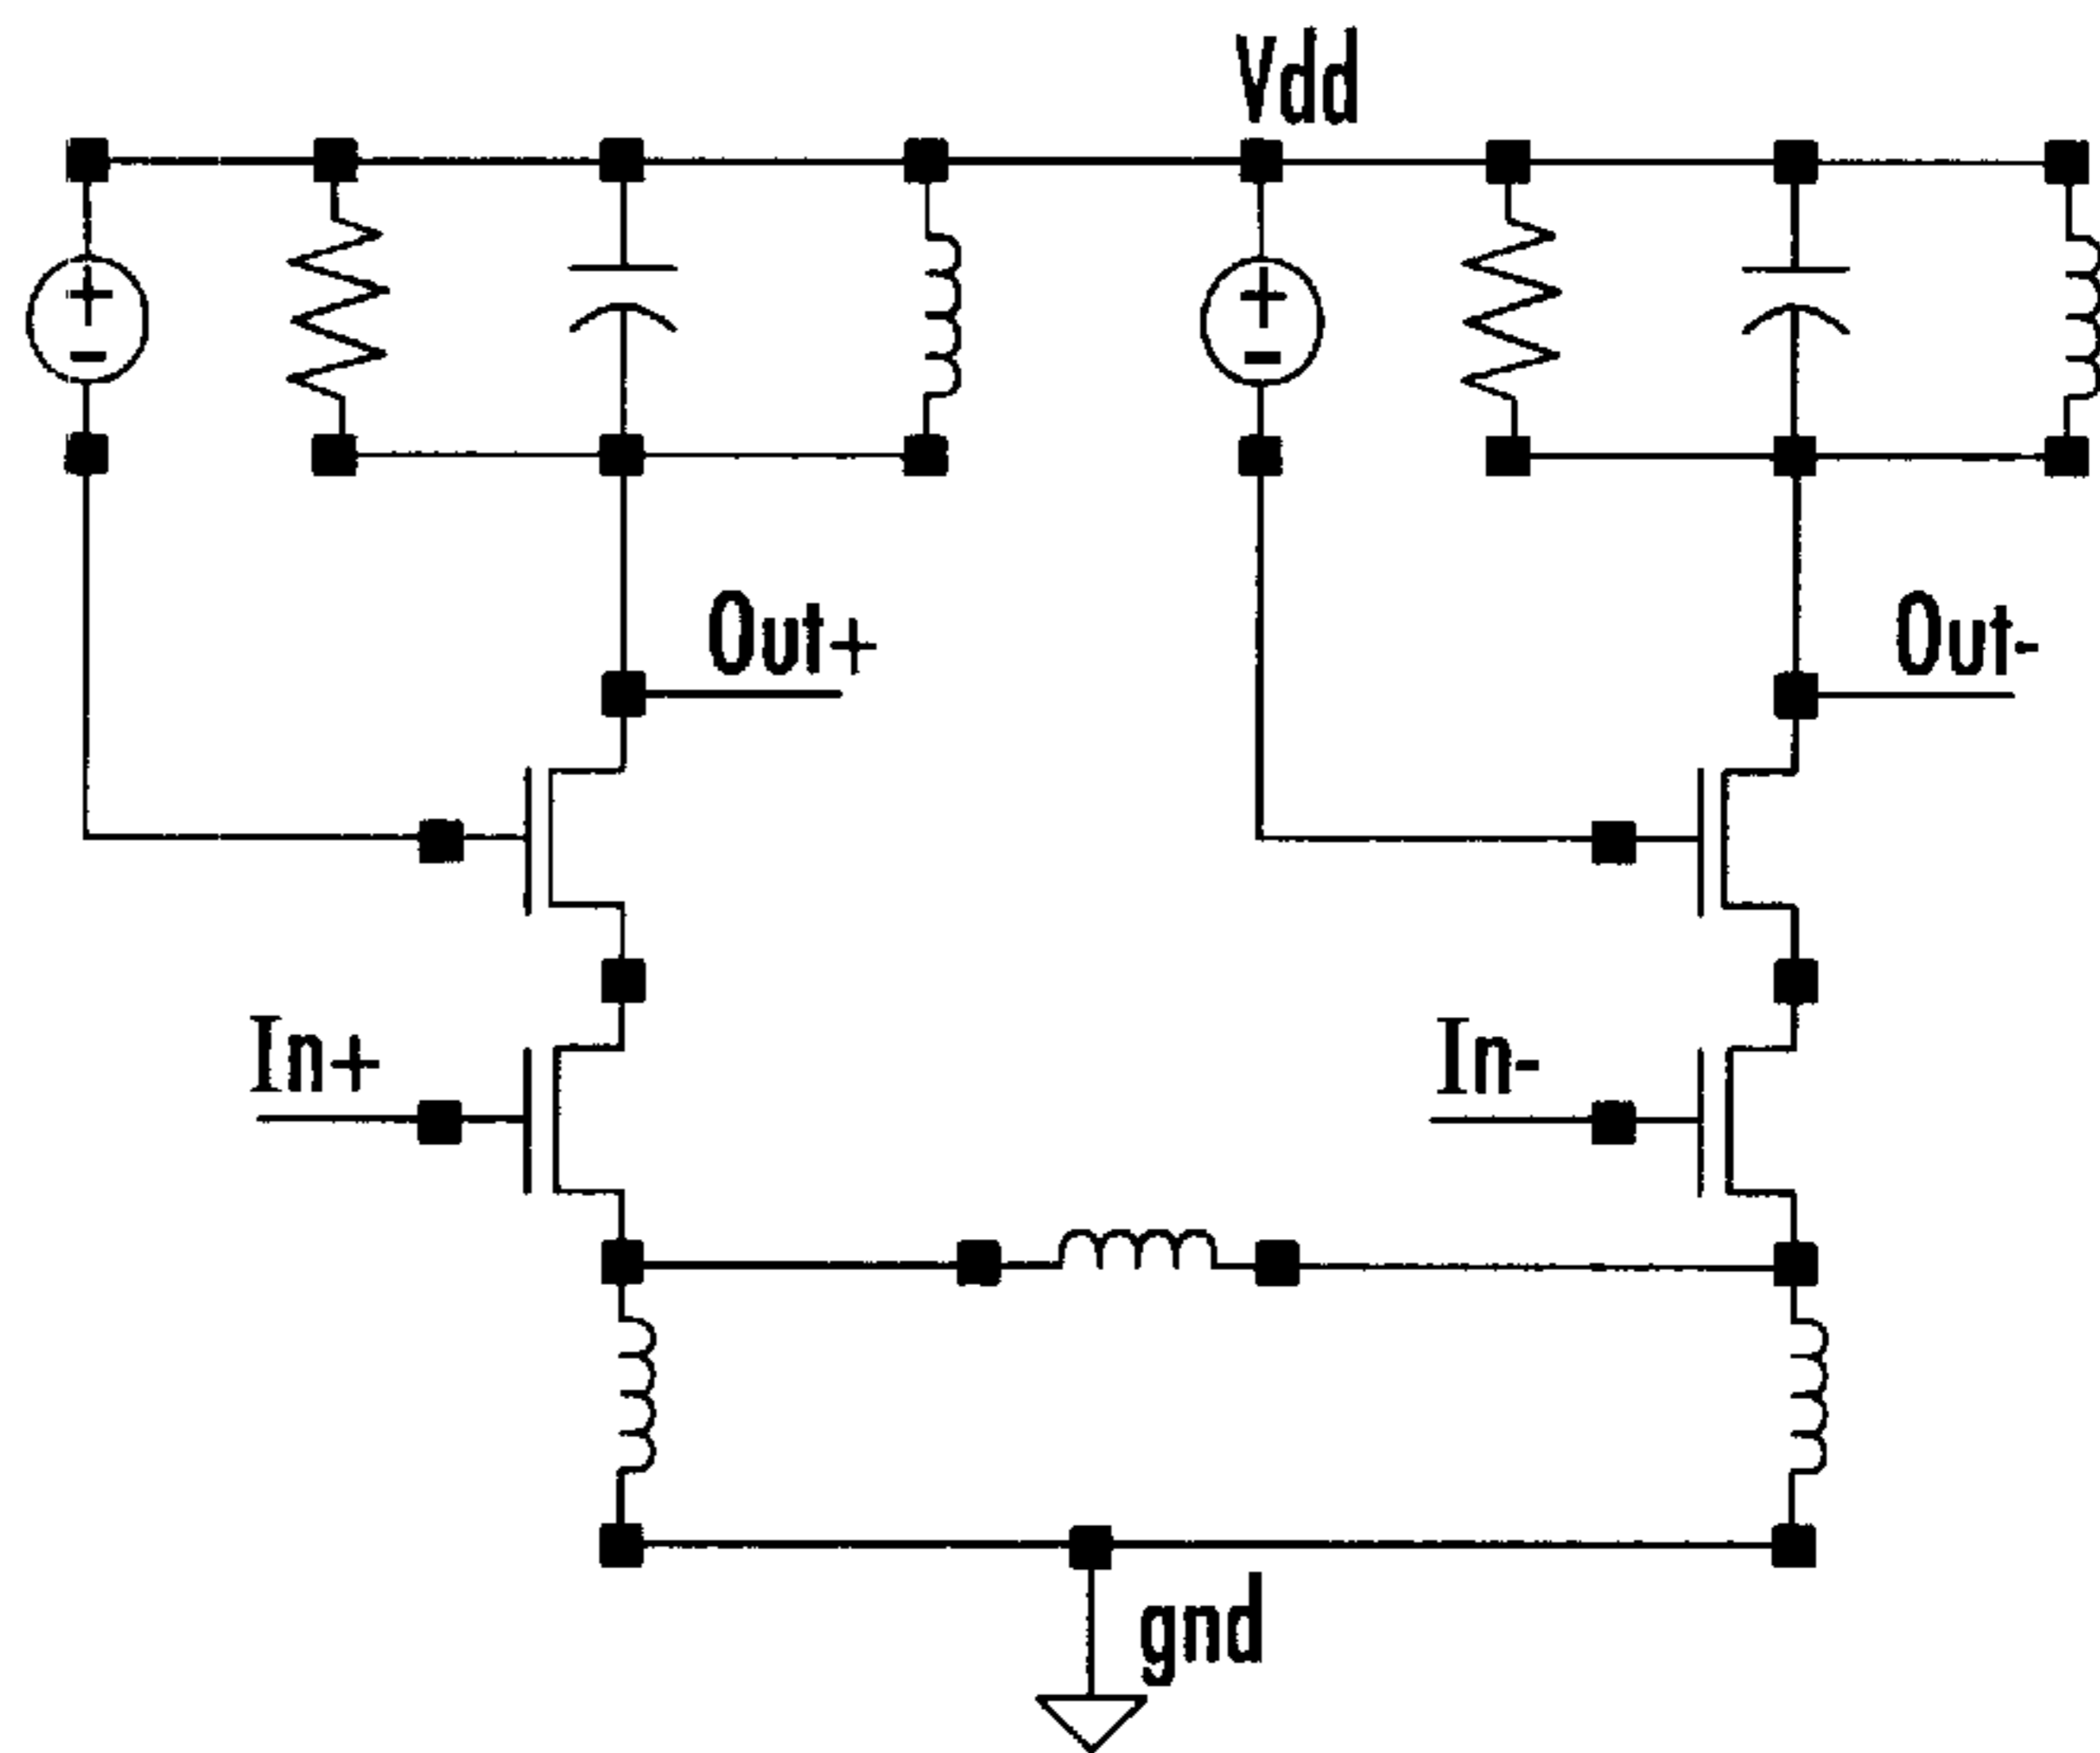 Vdd
Out+
Out-
In+
In-
gnd